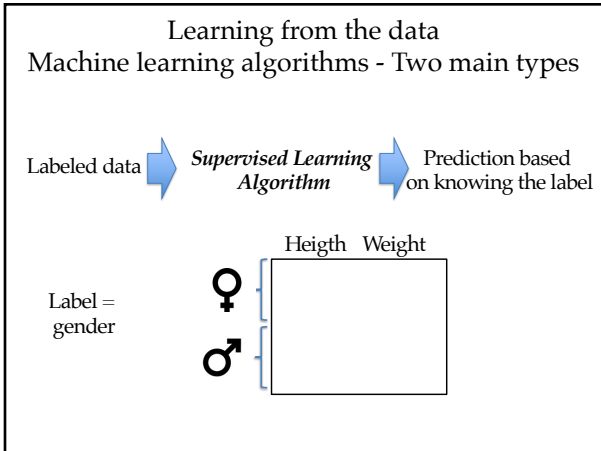 Learning from the data
Machine learning algorithms - Two main types
Labeled data
Supervised Learning
Algorithm
Prediction based
on knowing the label
Heigth Weight
Label =
gender